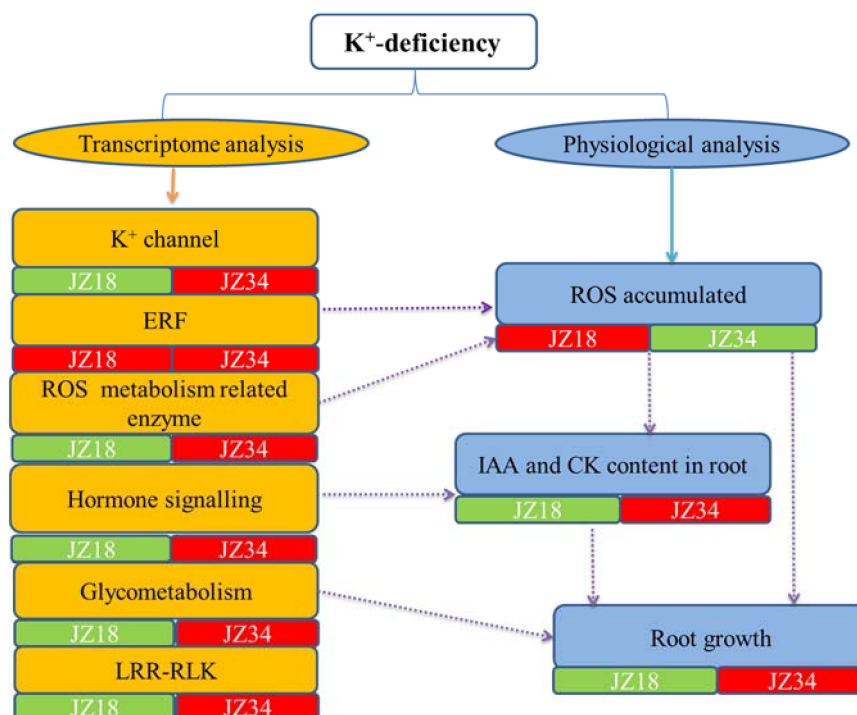 K⁺-deficiency
Transcriptome analysis
Physiological analysis
K⁺ channel
JZ18 JZ34
ERF
JZ18 JZ34
ROS metabolism related
enzyme
JZ18 JZ34
Hormone signalling
JZ18 JZ34
Glycometabolism
JZ18 JZ34
LRR-RLK
JZ18 JZ34
ROS accumulated
JZ18 JZ34
IAA and CK content in root
JZ18 JZ34
Root growth
JZ18 JZ34